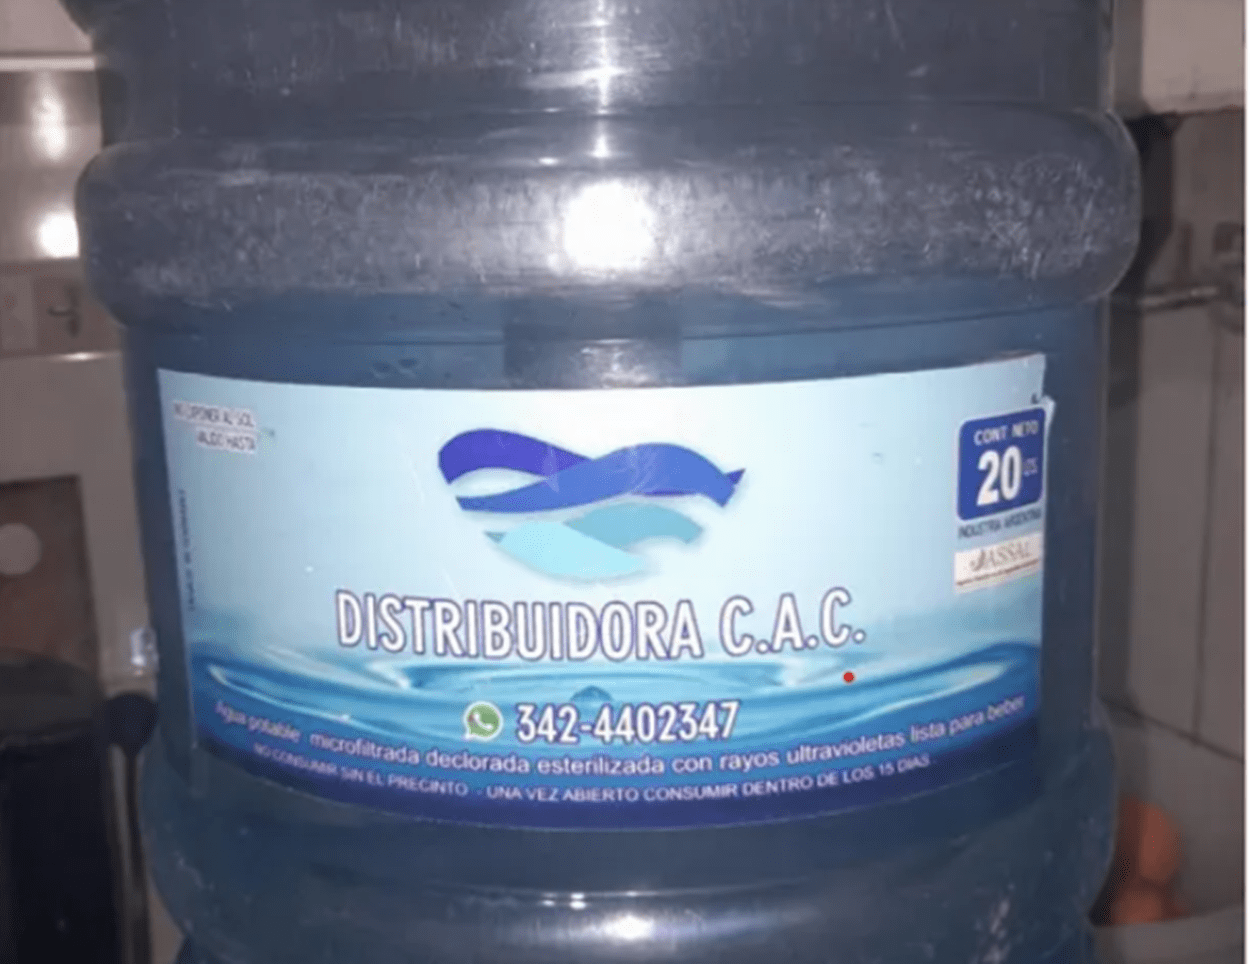 NO EXPONER AL SOL
VALIDO HASTA
CONT NETO
20 LTS.
INDUSTRIA ARGENTINA
ASSAL
DISTRIBUIDORA C.A.C.
342-4402347
Agua potable microfiltrada declorada esterilizada con rayos ultravioletas lista para beber
NO CONSUMIR SIN EL PRECINTO - UNA VEZ ABIERTO CONSUMIR DENTRO DE LOS 15 DIAS.